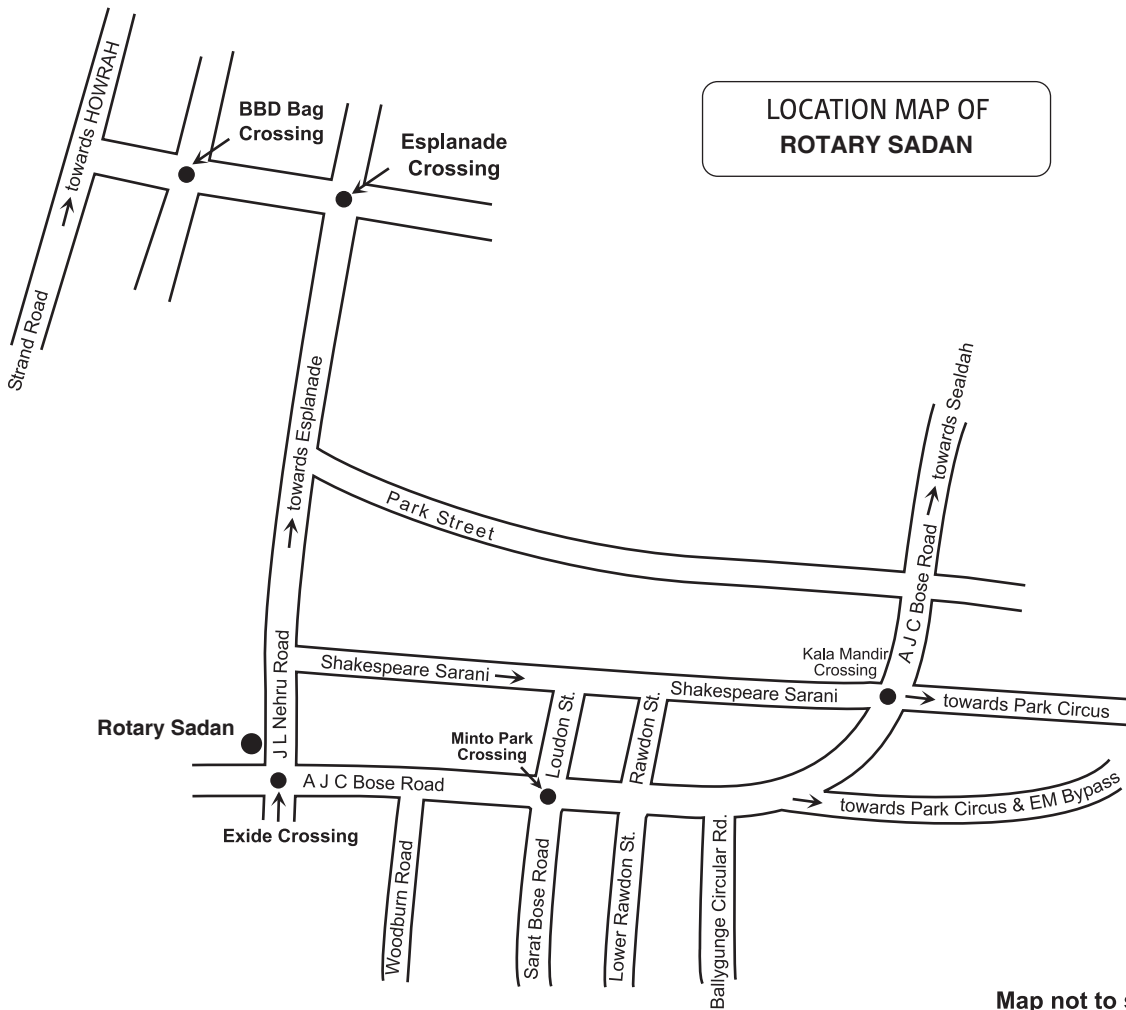 LOCATION MAP OF
ROTARY SADAN
towards HOWRAH
Strand Road
BBD Bag
Crossing
Esplanade
Crossing
towards Esplanade
Park Street
towards Sealdah
A J C Bose Road
J L Nehru Road
Shakespeare Sarani
Shakespeare Sarani
Kala Mandir
Crossing
towards Park Circus
Rotary Sadan
Loudon St.
Rawdon St.
Minto Park
Crossing
A J C Bose Road
towards Park Circus & EM Bypass
Exide Crossing
Woodburn Road
Sarat Bose Road
Lower Rawdon St.
Ballygunge Circular Rd.
Map not to s